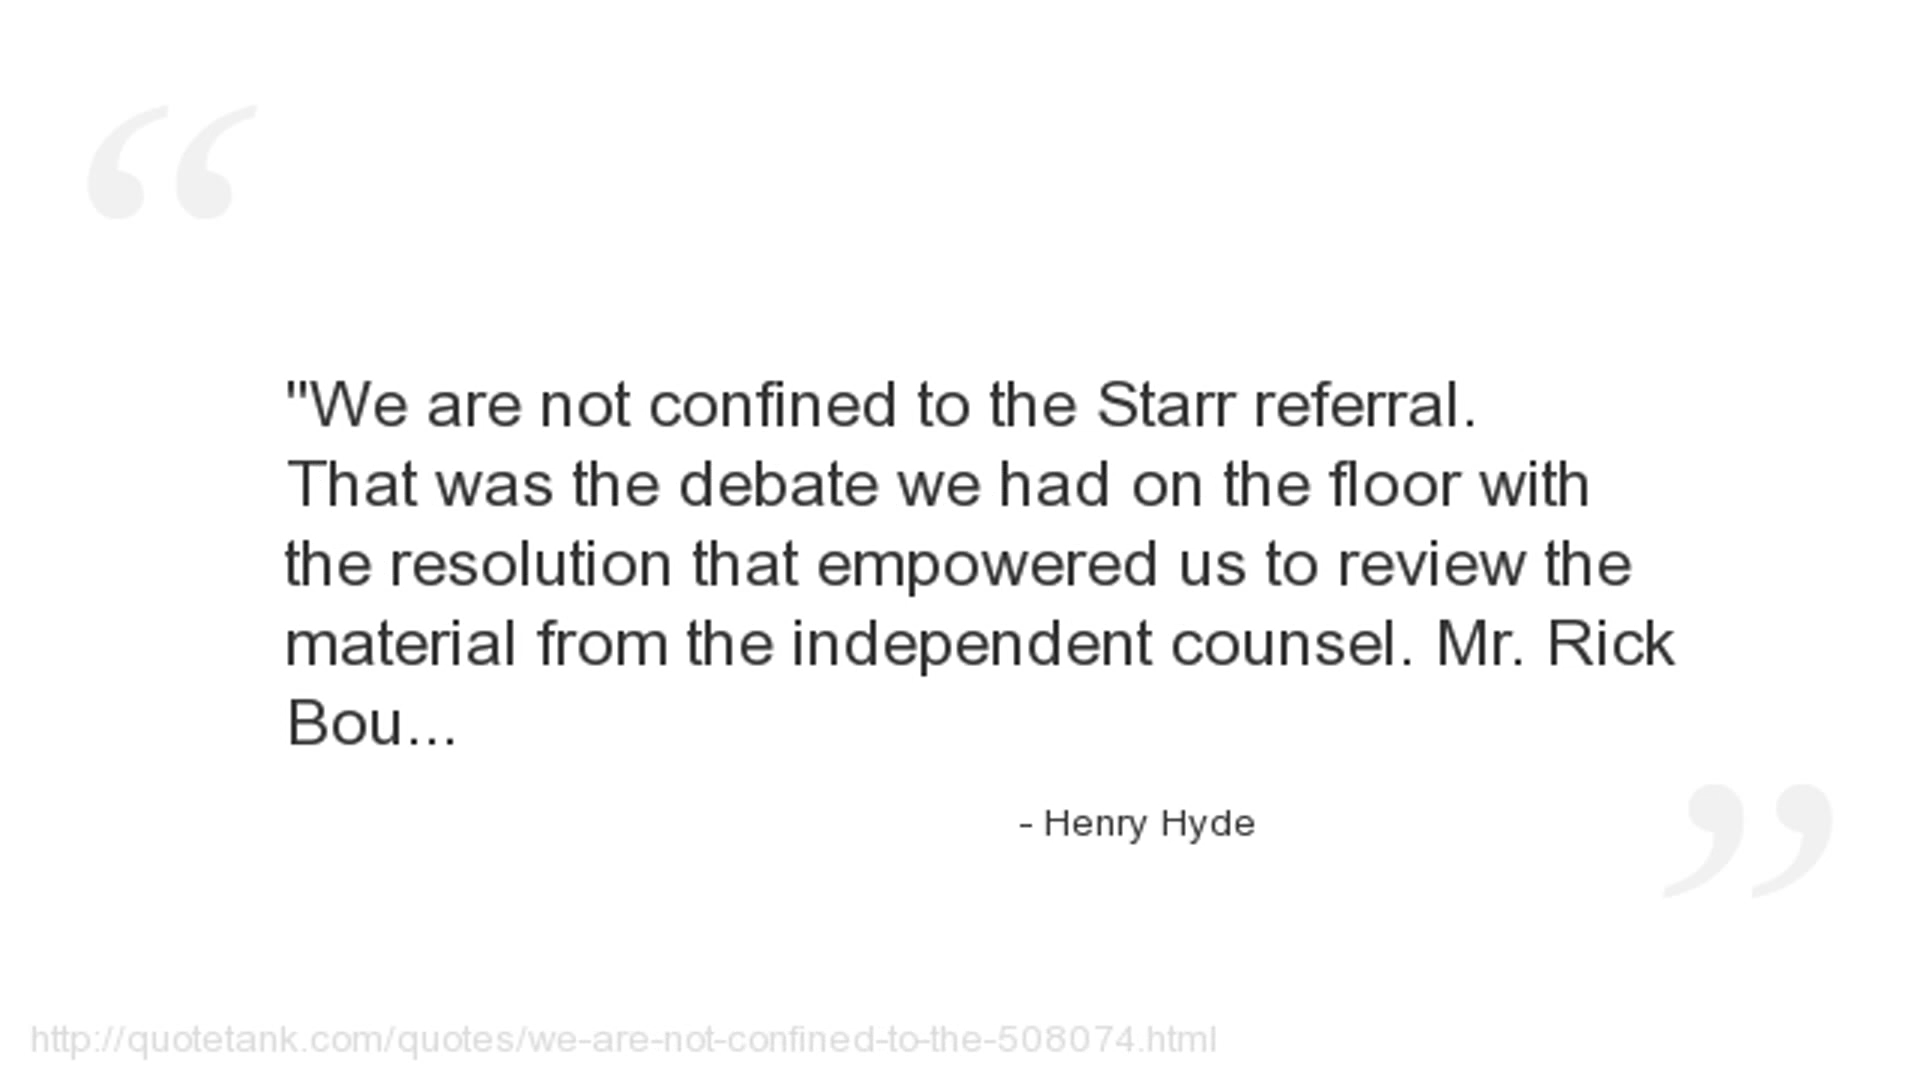 "We are not confined to the Starr referral.
That was the debate we had on the floor with
the resolution that empowered us to review the
material from the independent counsel. Mr. Rick
Bou...
- Henry Hyde
http://quotetank.com/quotes/we-are-not-confined-to-the-508074.html